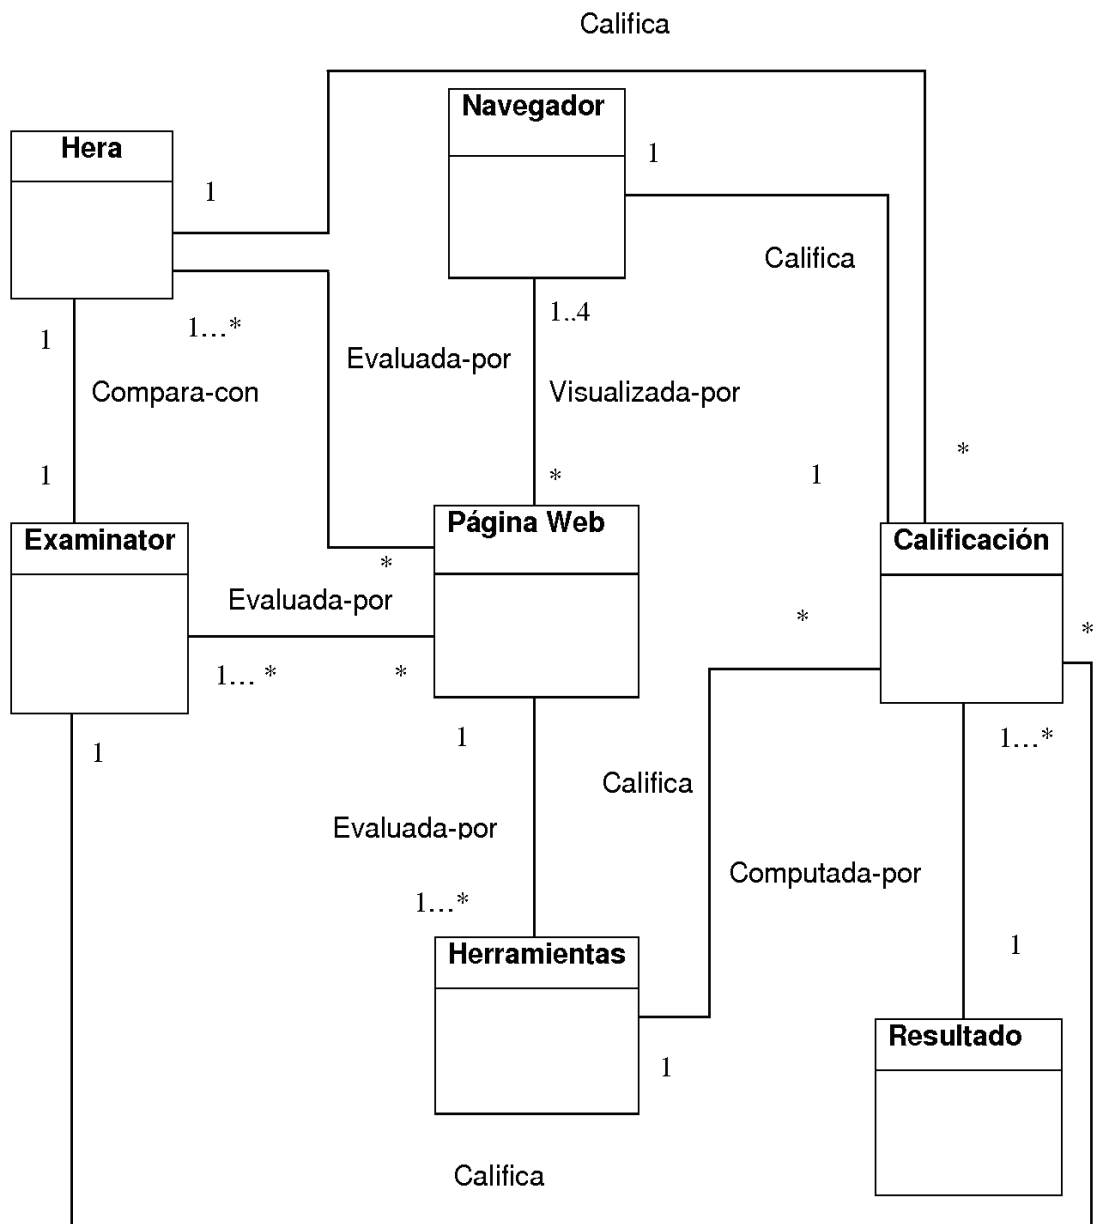 Califica
Navegador
Hera
1
1
Califica
1..4
1...*
1
Evaluada-por
Compara-con
Visualizada-por
*
1
*
1
Página Web
Examinator
Calificación
*
Evaluada-por
*
*
1... *
*
1
1...*
1
Califica
Evaluada-por
Computada-por
1...*
1
Herramientas
Resultado
1
Califica